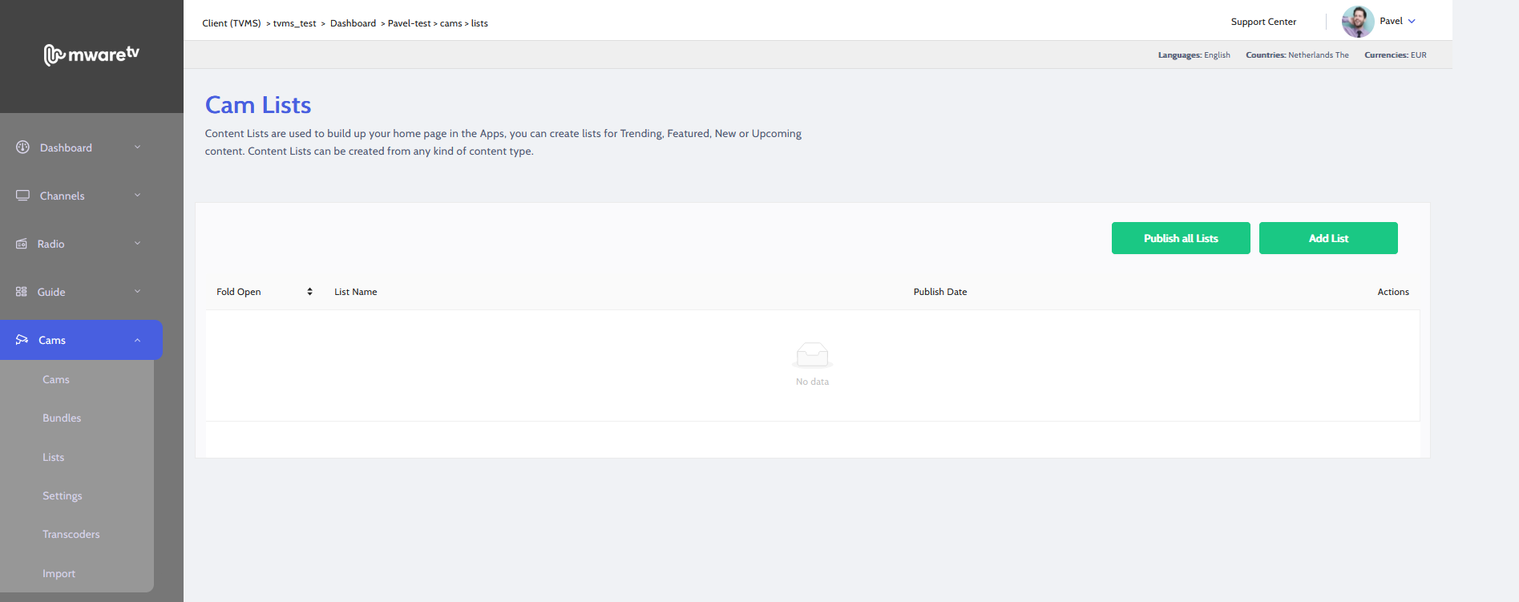 mwaretv
Client (TVMS) > tvms_test > Dashboard > Pavel-test > cams > lists
Support Center
Pavel
Languages: English Countries: Netherlands The Currencies: EUR
Dashboard
Channels
Radio
Guide
Cams
Cams
Bundles
Lists
Settings
Transcoders
Import
Cam Lists
Content Lists are used to build up your home page in the Apps, you can create lists for Trending, Featured, New or Upcoming
content. Content Lists can be created from any kind of content type.
Publish all Lists
Add List
Fold Open List Name Publish Date Actions
No data